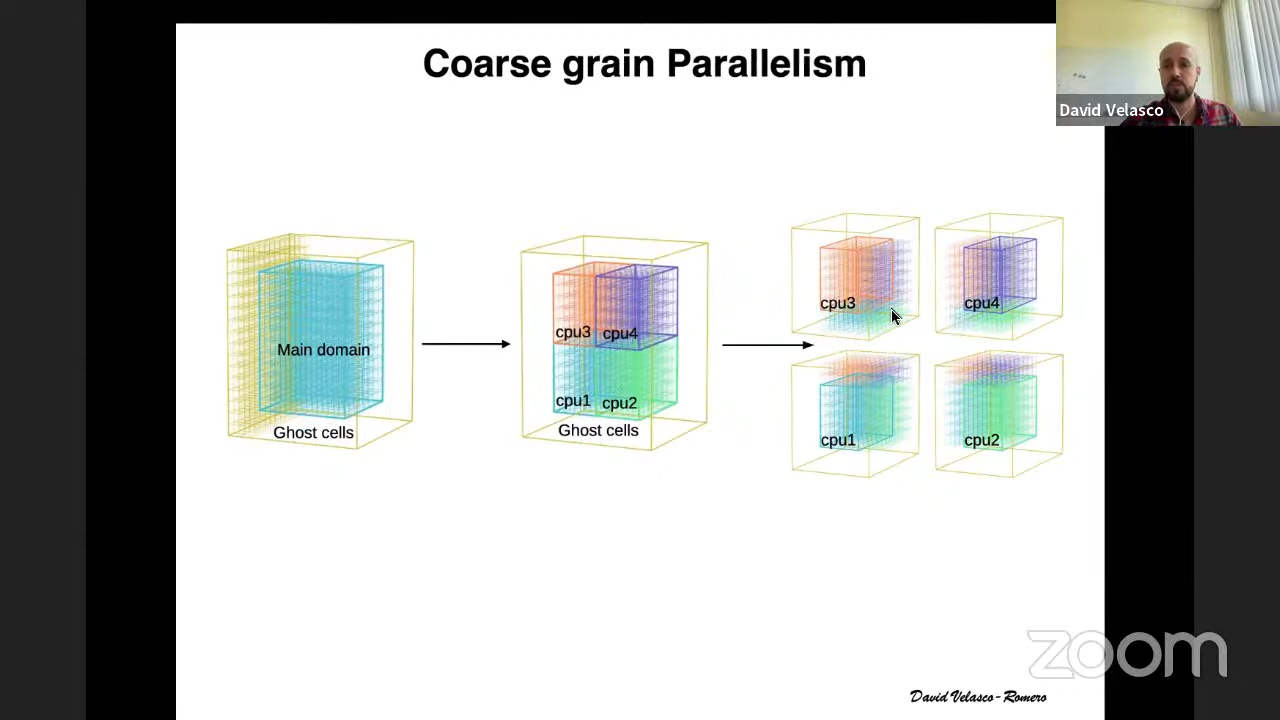 Coarse grain Parallelism
David Velasco
Main domain
Ghost cells
cpu3 cpu4
cpu1 cpu2
Ghost cells
cpu3
cpu4
cpu1
cpu2
zoom
David Velasco-Romero